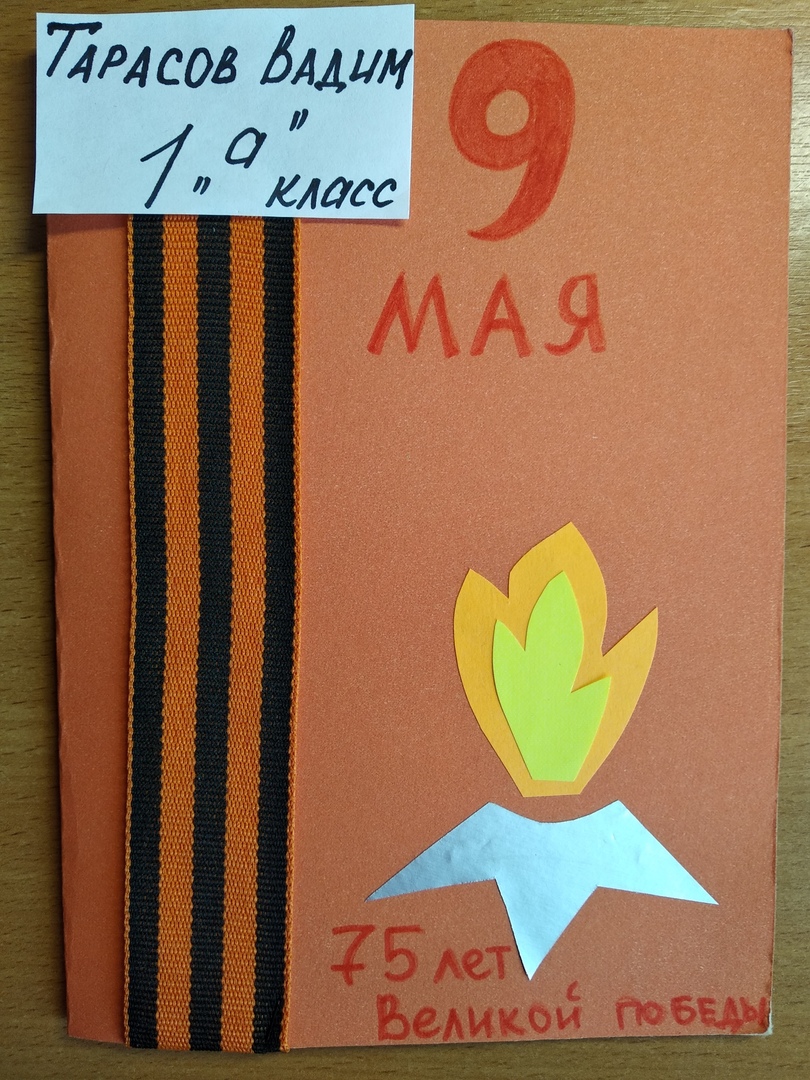 Тарасов Вадим
1 „а" класс
9
МАЯ
75 лет
Великой победы